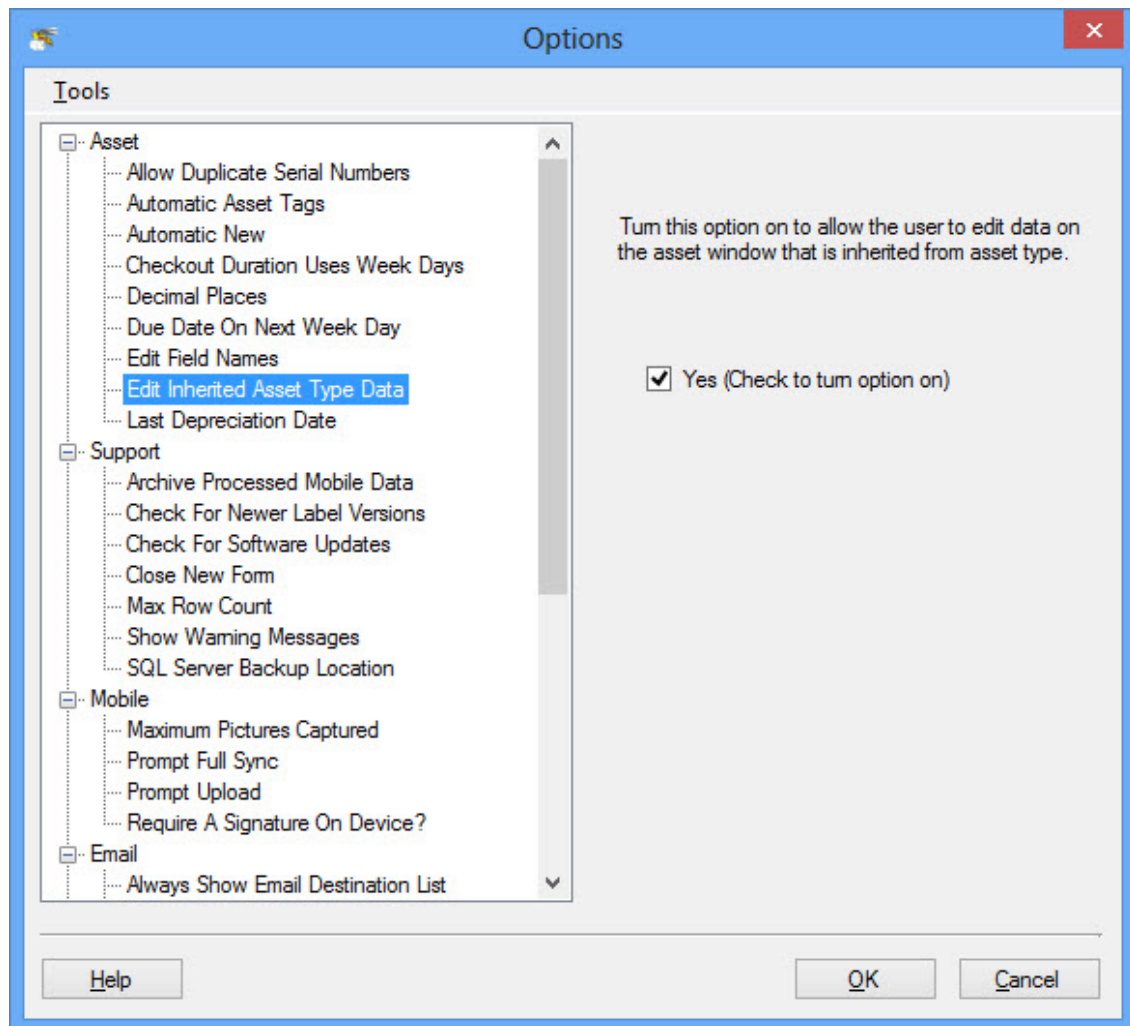 Options
Tools
Asset
Allow Duplicate Serial Numbers
Automatic Asset Tags
Automatic New
Checkout Duration Uses Week Days
Decimal Places
Due Date On Next Week Day
Edit Field Names
Edit Inherited Asset Type Data
Last Depreciation Date
Support
Archive Processed Mobile Data
Check For Newer Label Versions
Check For Software Updates
Close New Form
Max Row Count
Show Warning Messages
SQL Server Backup Location
Mobile
Maximum Pictures Captured
Prompt Full Sync
Prompt Upload
Require A Signature On Device?
Email
Always Show Email Destination List
Turn this option on to allow the user to edit data on
the asset window that is inherited from asset type.
Yes (Check to turn option on)
Help
OK
Cancel